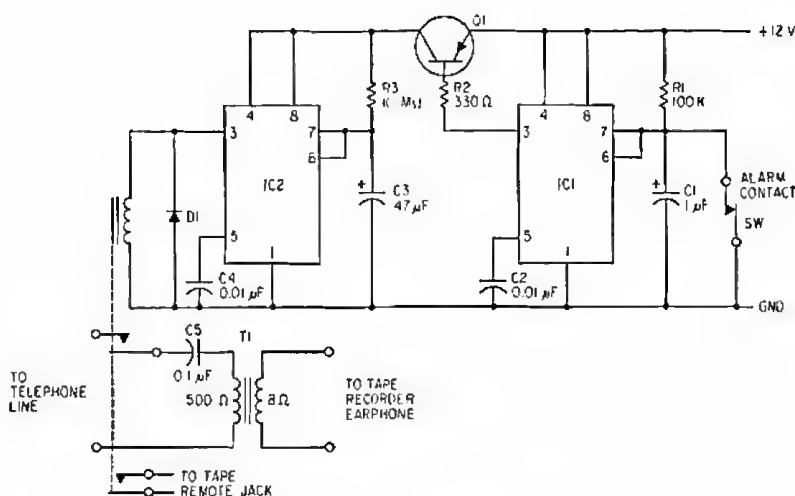 Q1
+12 V
4
8
R3
MΩ
R2
330 Ω
4
8
R1
100 K
3
7
6
IC2
3
7
6
IC1
+
C3
47 µF
+
C1
1 µF
ALARM
CONTACT
SW
D1
5
1
C4
0.01 µF
5
1
C2
0.01 µF
GND
TO
TELEPHONE
LINE
C5
0.1 µF
T1
500 Ω
8Ω
TO TAPE
RECORDER
EARPHONE
TO TAPE
REMOTE JACK